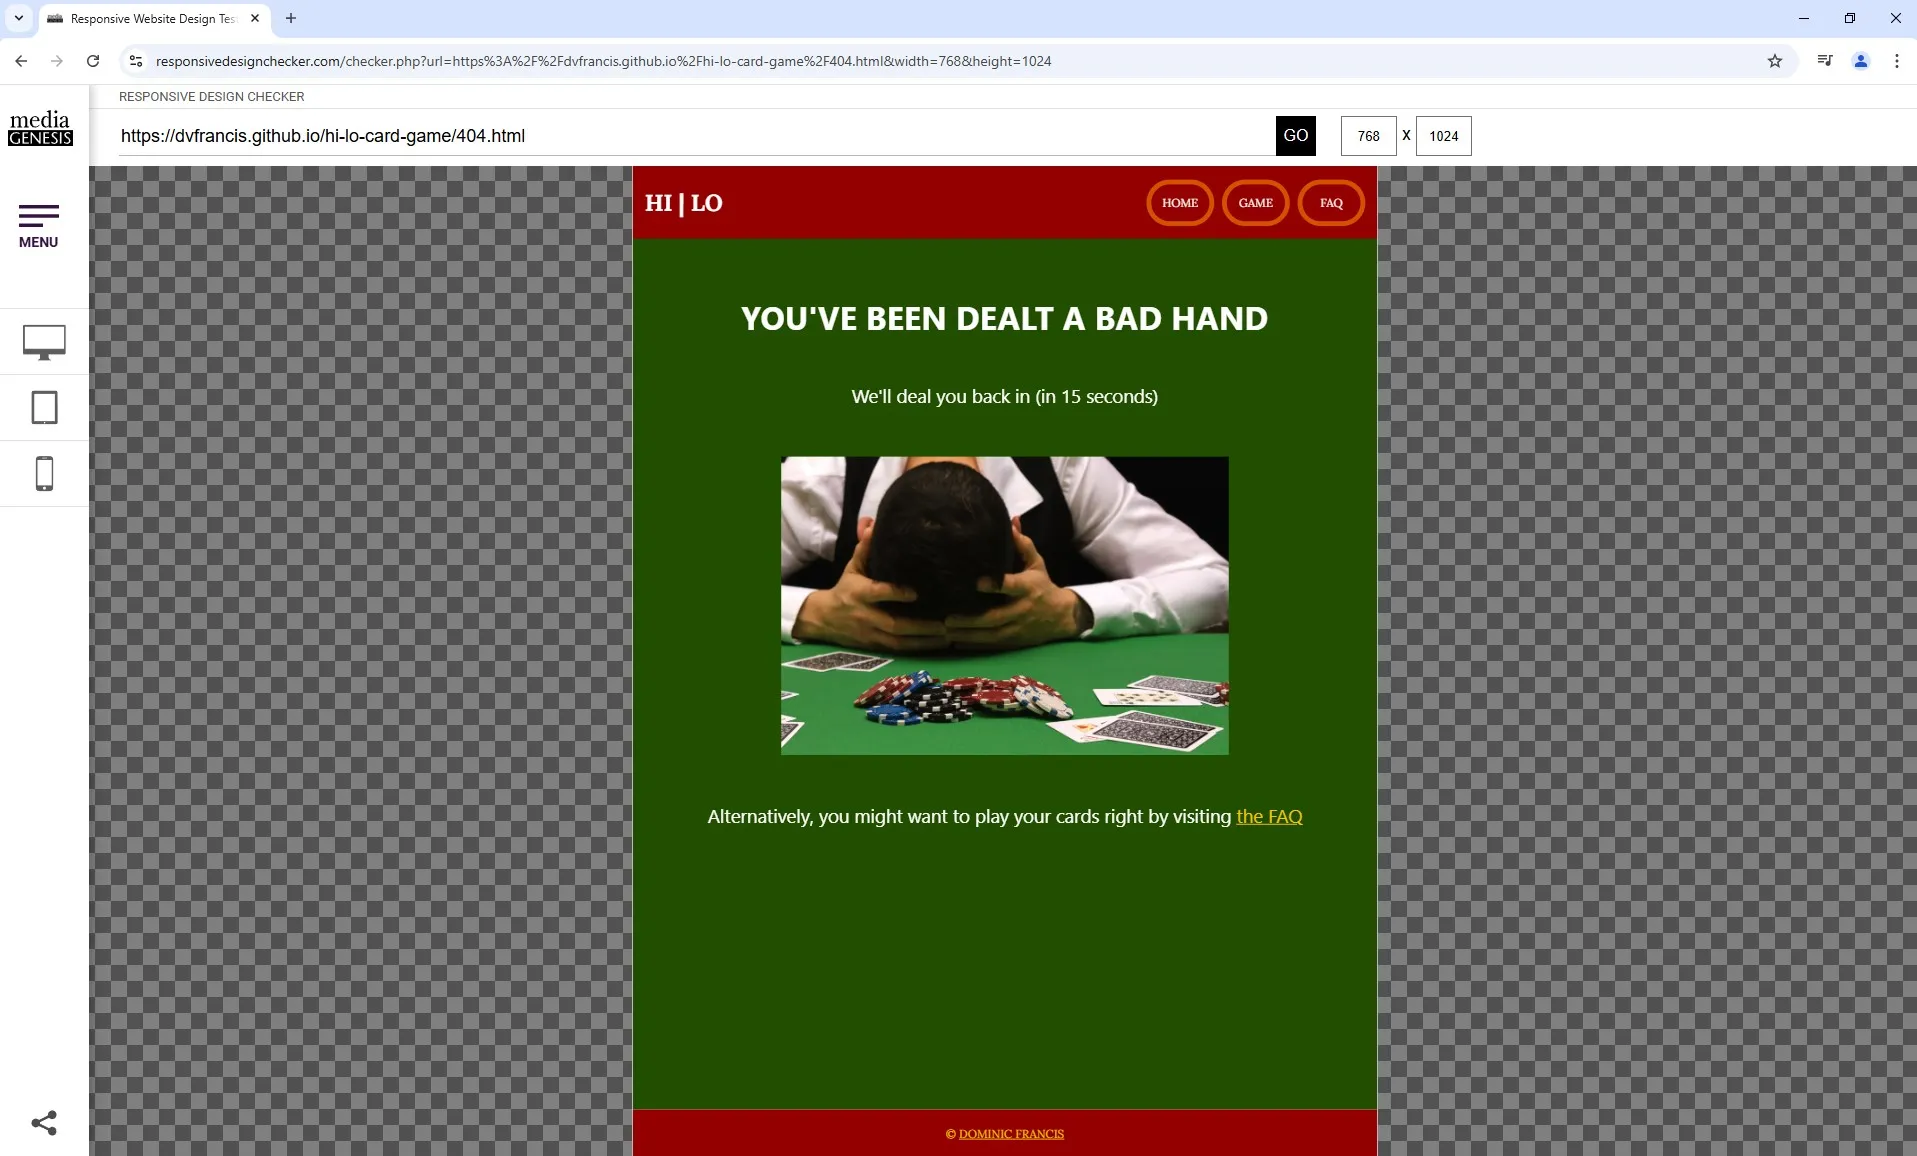 Responsive Website Design Tes
responsivedesignchecker.com/checker.php?url=https%3A%2F%2Fdvfrancis.github.io%2Fhi-lo-card-game%2F404.html&width=768&height=1024
media
GENESIS
RESPONSIVE DESIGN CHECKER
https://dvfrancis.github.io/hi-lo-card-game/404.html
GO
768 X 1024
MENU
HI | LO
HOME
GAME
FAQ
YOU'VE BEEN DEALT A BAD HAND
We'll deal you back in (in 15 seconds)
Alternatively, you might want to play your cards right by visiting the FAQ
© DOMINIC FRANCIS